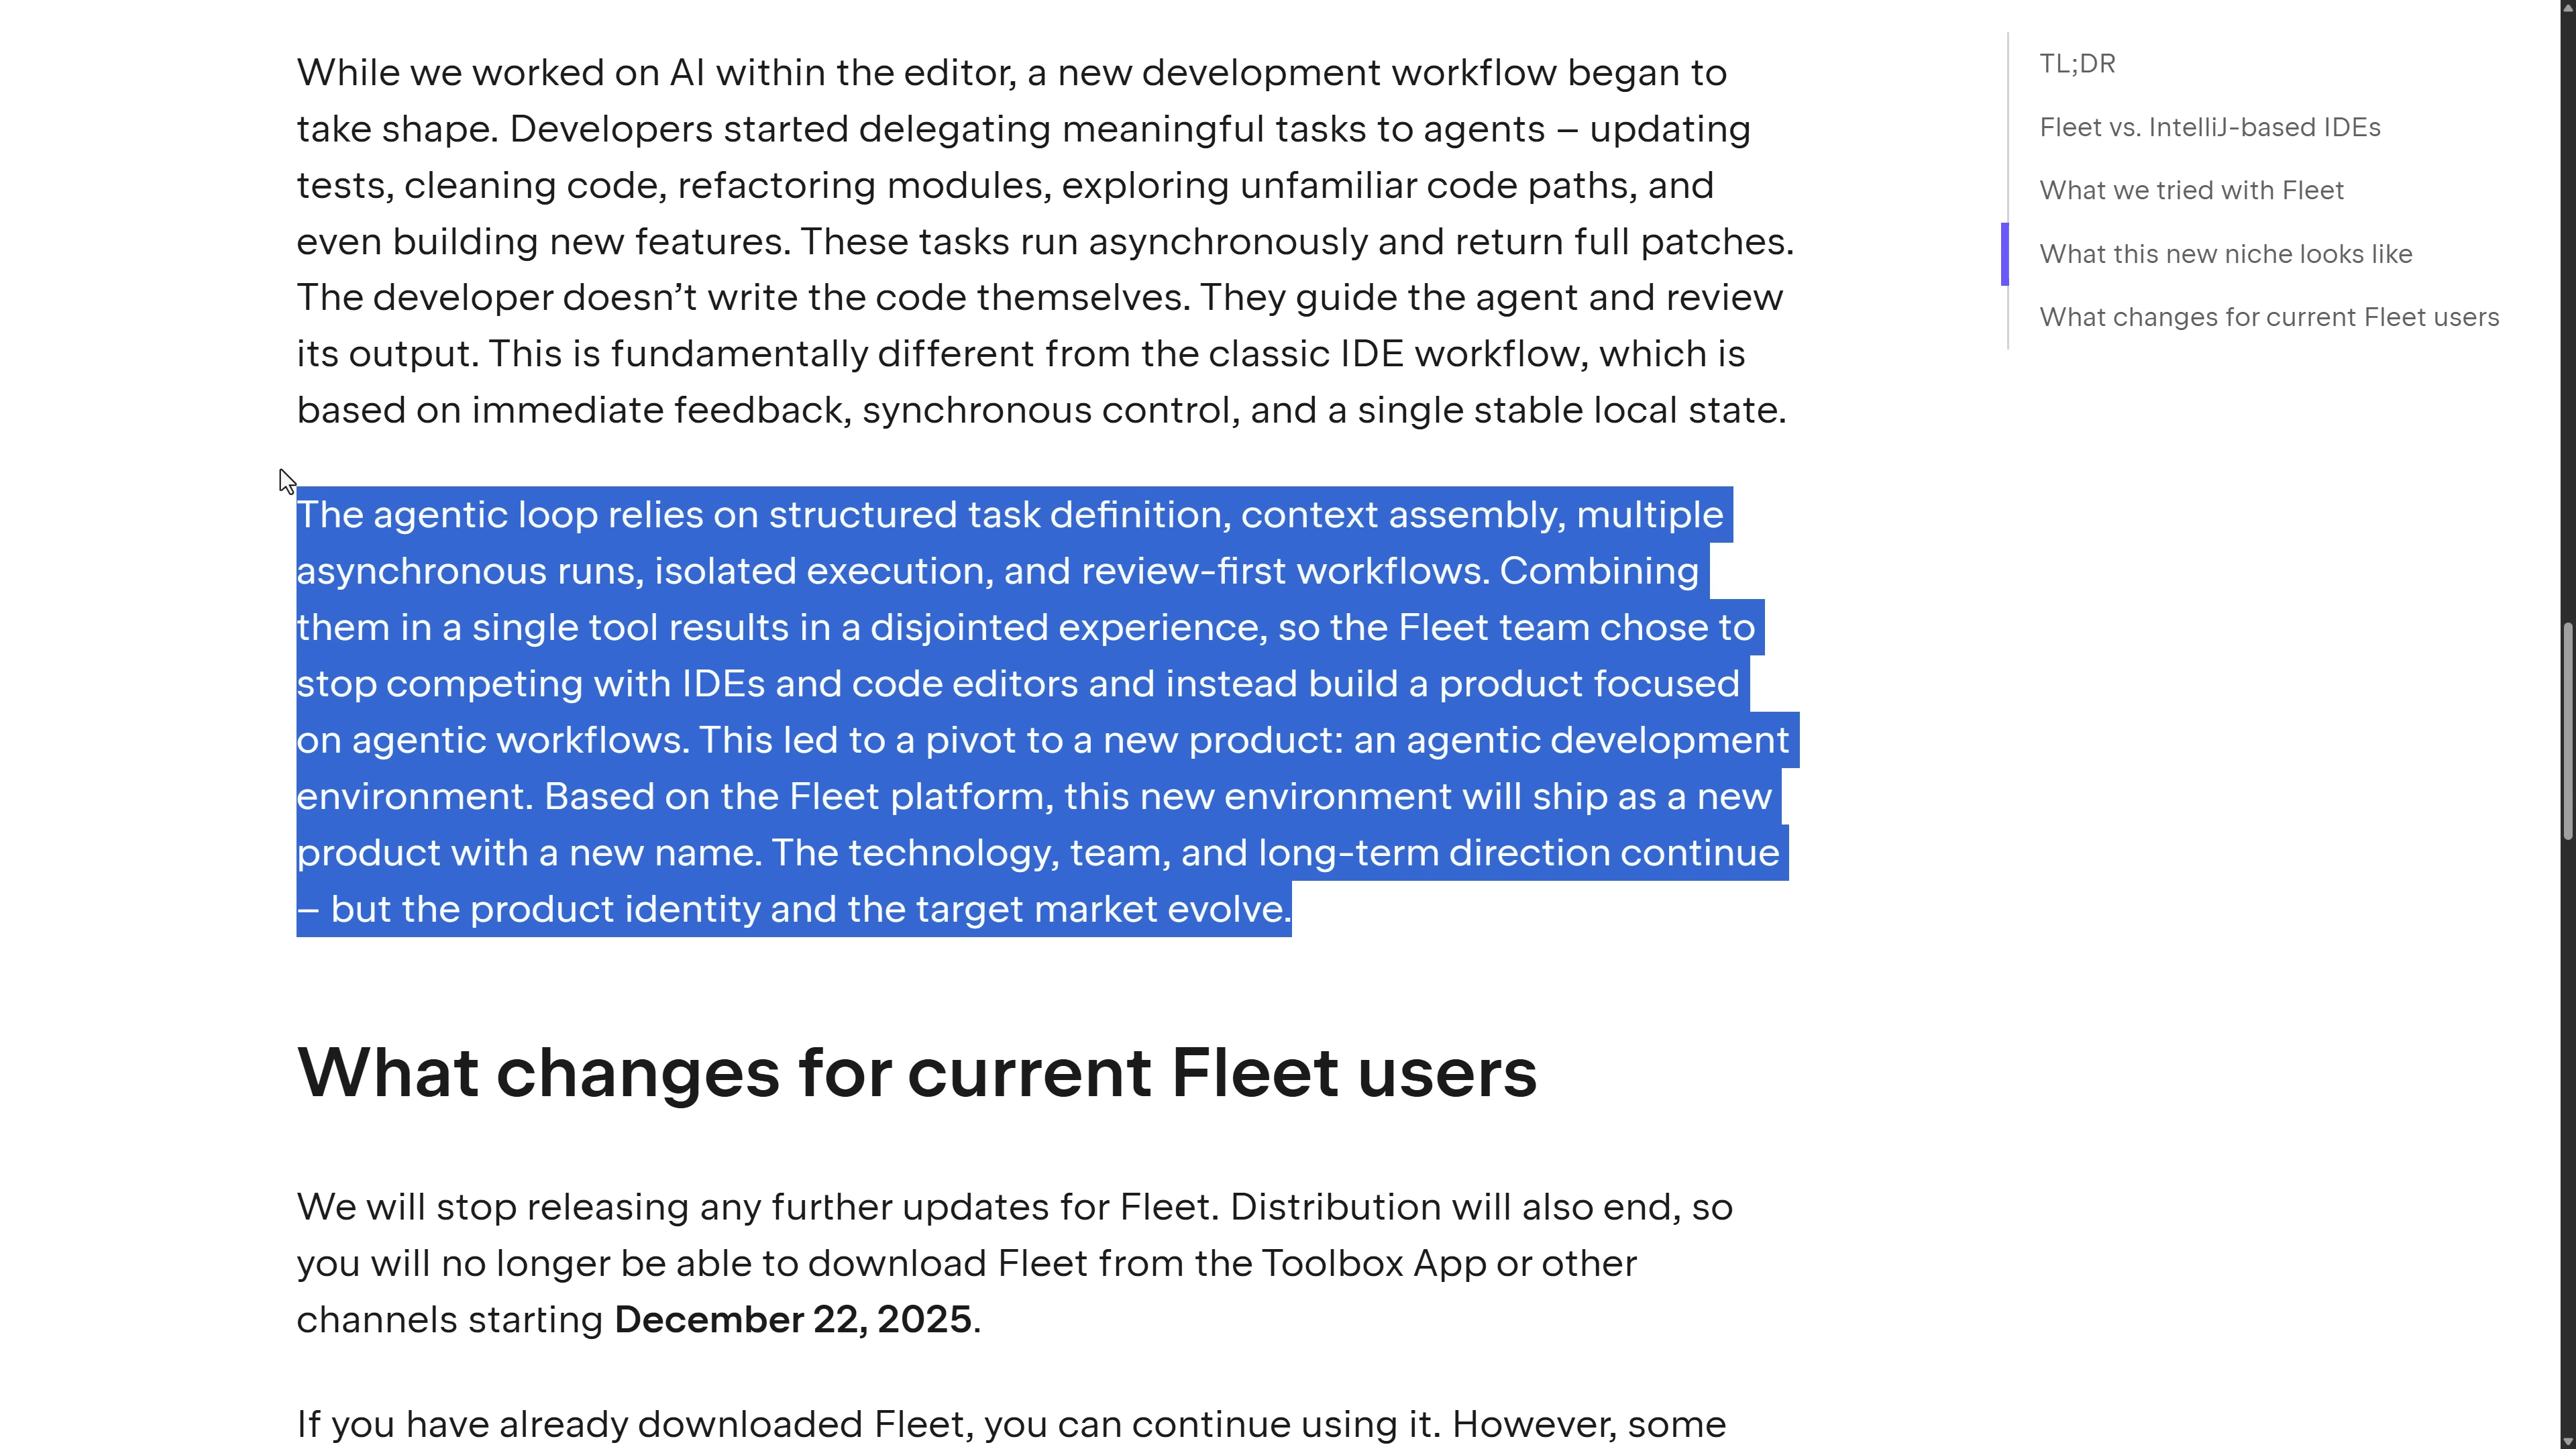 While we worked on AI within the editor, a new development workflow began to
take shape. Developers started delegating meaningful tasks to agents – updating
tests, cleaning code, refactoring modules, exploring unfamiliar code paths, and
even building new features. These tasks run asynchronously and return full patches.
The developer doesn’t write the code themselves. They guide the agent and review
its output. This is fundamentally different from the classic IDE workflow, which is
based on immediate feedback, synchronous control, and a single stable local state.
The agentic loop relies on structured task definition, context assembly, multiple
asynchronous runs, isolated execution, and review-first workflows. Combining
them in a single tool results in a disjointed experience, so the Fleet team chose to
stop competing with IDEs and code editors and instead build a product focused
on agentic workflows. This led to a pivot to a new product: an agentic development
environment. Based on the Fleet platform, this new environment will ship as a new
product with a new name. The technology, team, and long-term direction continue
– but the product identity and the target market evolve.
What changes for current Fleet users
We will stop releasing any further updates for Fleet. Distribution will also end, so
you will no longer be able to download Fleet from the Toolbox App or other
channels starting December 22, 2025.
If you have already downloaded Fleet, you can continue using it. However, some
TL;DR
Fleet vs. IntelliJ-based IDEs
What we tried with Fleet
What this new niche looks like
What changes for current Fleet users